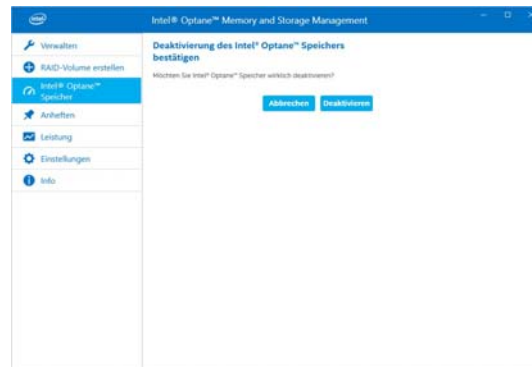 intel
Intel® Optane™ Memory and Storage Management
Verwalten
RAID-Volume erstellen
Intel® Optane™
Speicher
Anheften
Leistung
Einstellungen
Info
Deaktivierung des Intel® Optane™ Speichers
bestätigen
Möchten Sie Intel® Optane™ Speicher wirklich deaktivieren?
Abbrechen
Deaktivieren